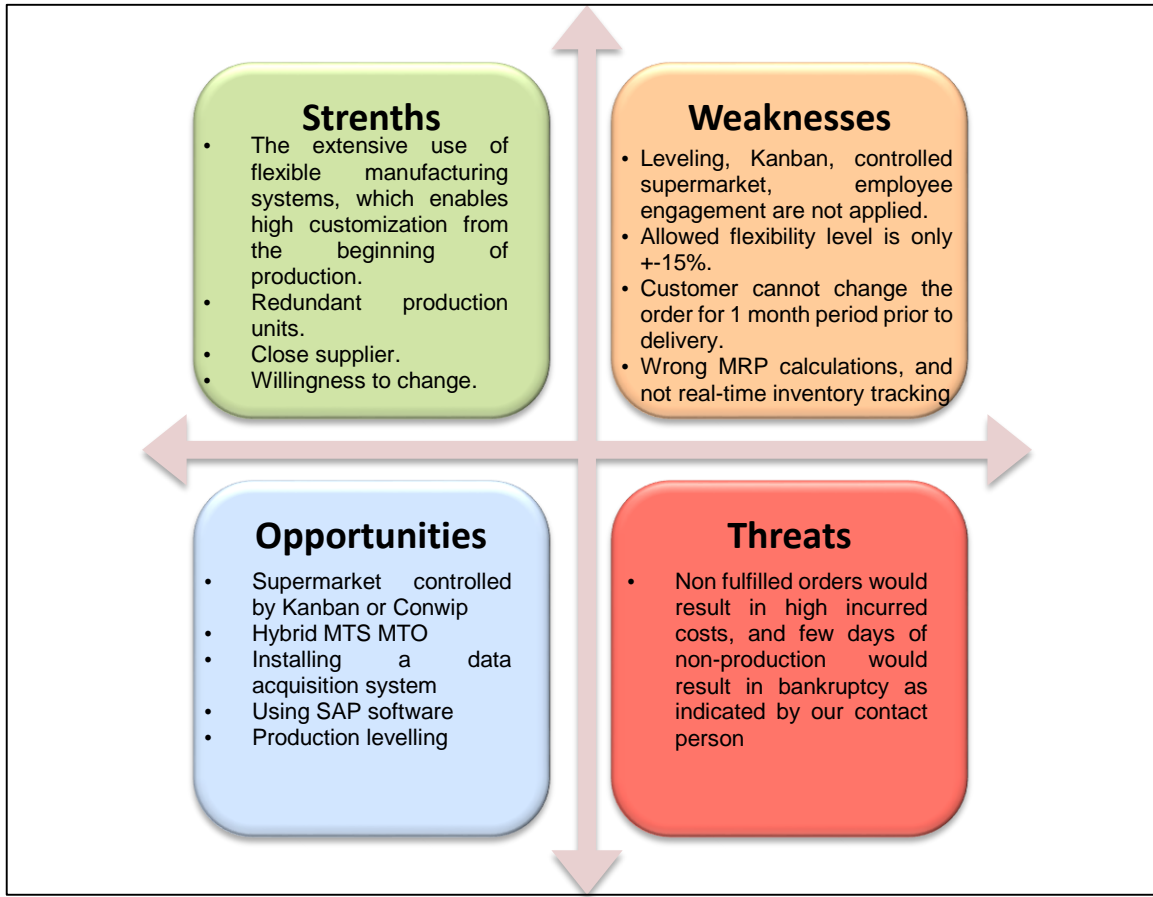 Strenths
• The extensive use of
flexible manufacturing
systems, which enables
high customization from
the beginning of
production.
• Redundant production
units.
• Close supplier.
• Willingness to change.
Weaknesses
• Leveling, Kanban, controlled
supermarket, employee
engagement are not applied.
• Allowed flexibility level is only
+-15%.
• Customer cannot change the
order for 1 month period prior to
delivery.
• Wrong MRP calculations, and
not real-time inventory tracking
Opportunities
• Supermarket controlled
by Kanban or Conwip
• Hybrid MTS MTO
• Installing a data
acquisition system
• Using SAP software
• Production levelling
Threats
• Non fulfilled orders would
result in high incurred
costs, and few days of
non-production would
result in bankruptcy as
indicated by our contact
person